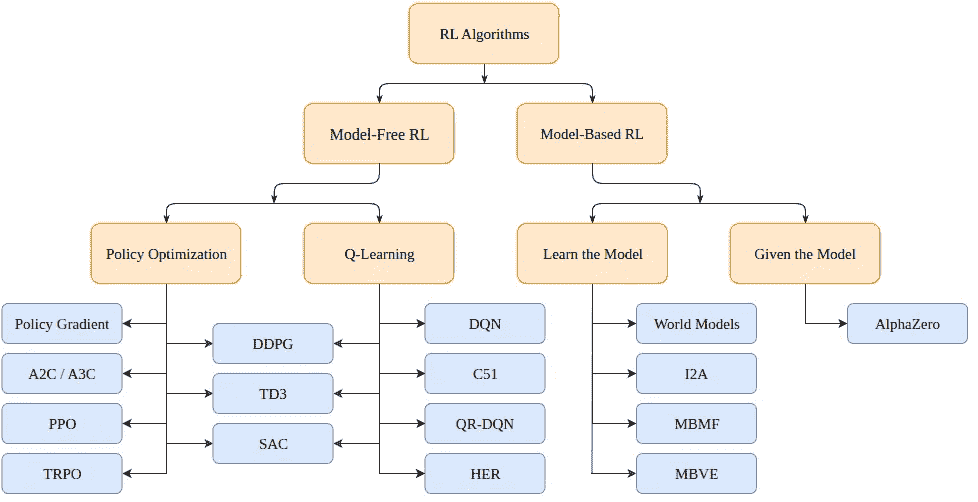 RL Algorithms
Model-Free RL
Model-Based RL
Policy Optimization
Q-Learning
Learn the Model
Given the Model
Policy Gradient
A2C / A3C
PPO
TRPO
DDPG
TD3
SAC
DQN
C51
QR-DQN
HER
World Models
I2A
MBMF
MBVE
AlphaZero